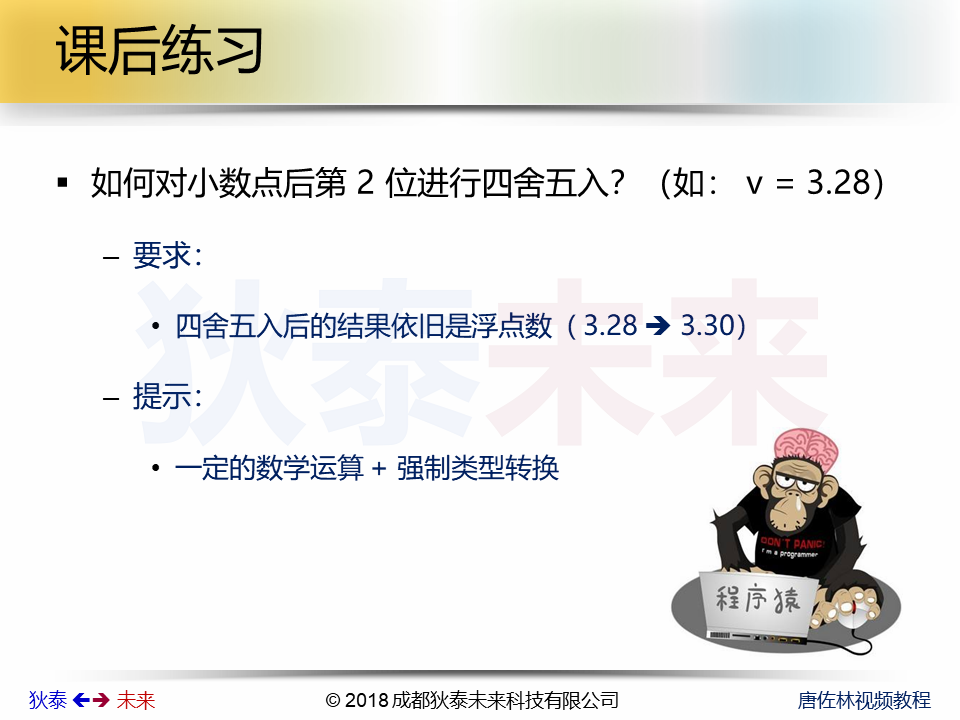 课后练习
▪ 如何对小数点后第 2 位进行四舍五入？（如： v = 3.28）
– 要求：
• 四舍五入后的结果依旧是浮点数（3.28 ➔ 3.30）
– 提示：
• 一定的数学运算 + 强制类型转换
狄泰未来
DON'T PANIC!
I'm a programmer
程序猿
狄泰 🡸🡺 未来
© 2018 成都狄泰未来科技有限公司
唐佐林视频教程